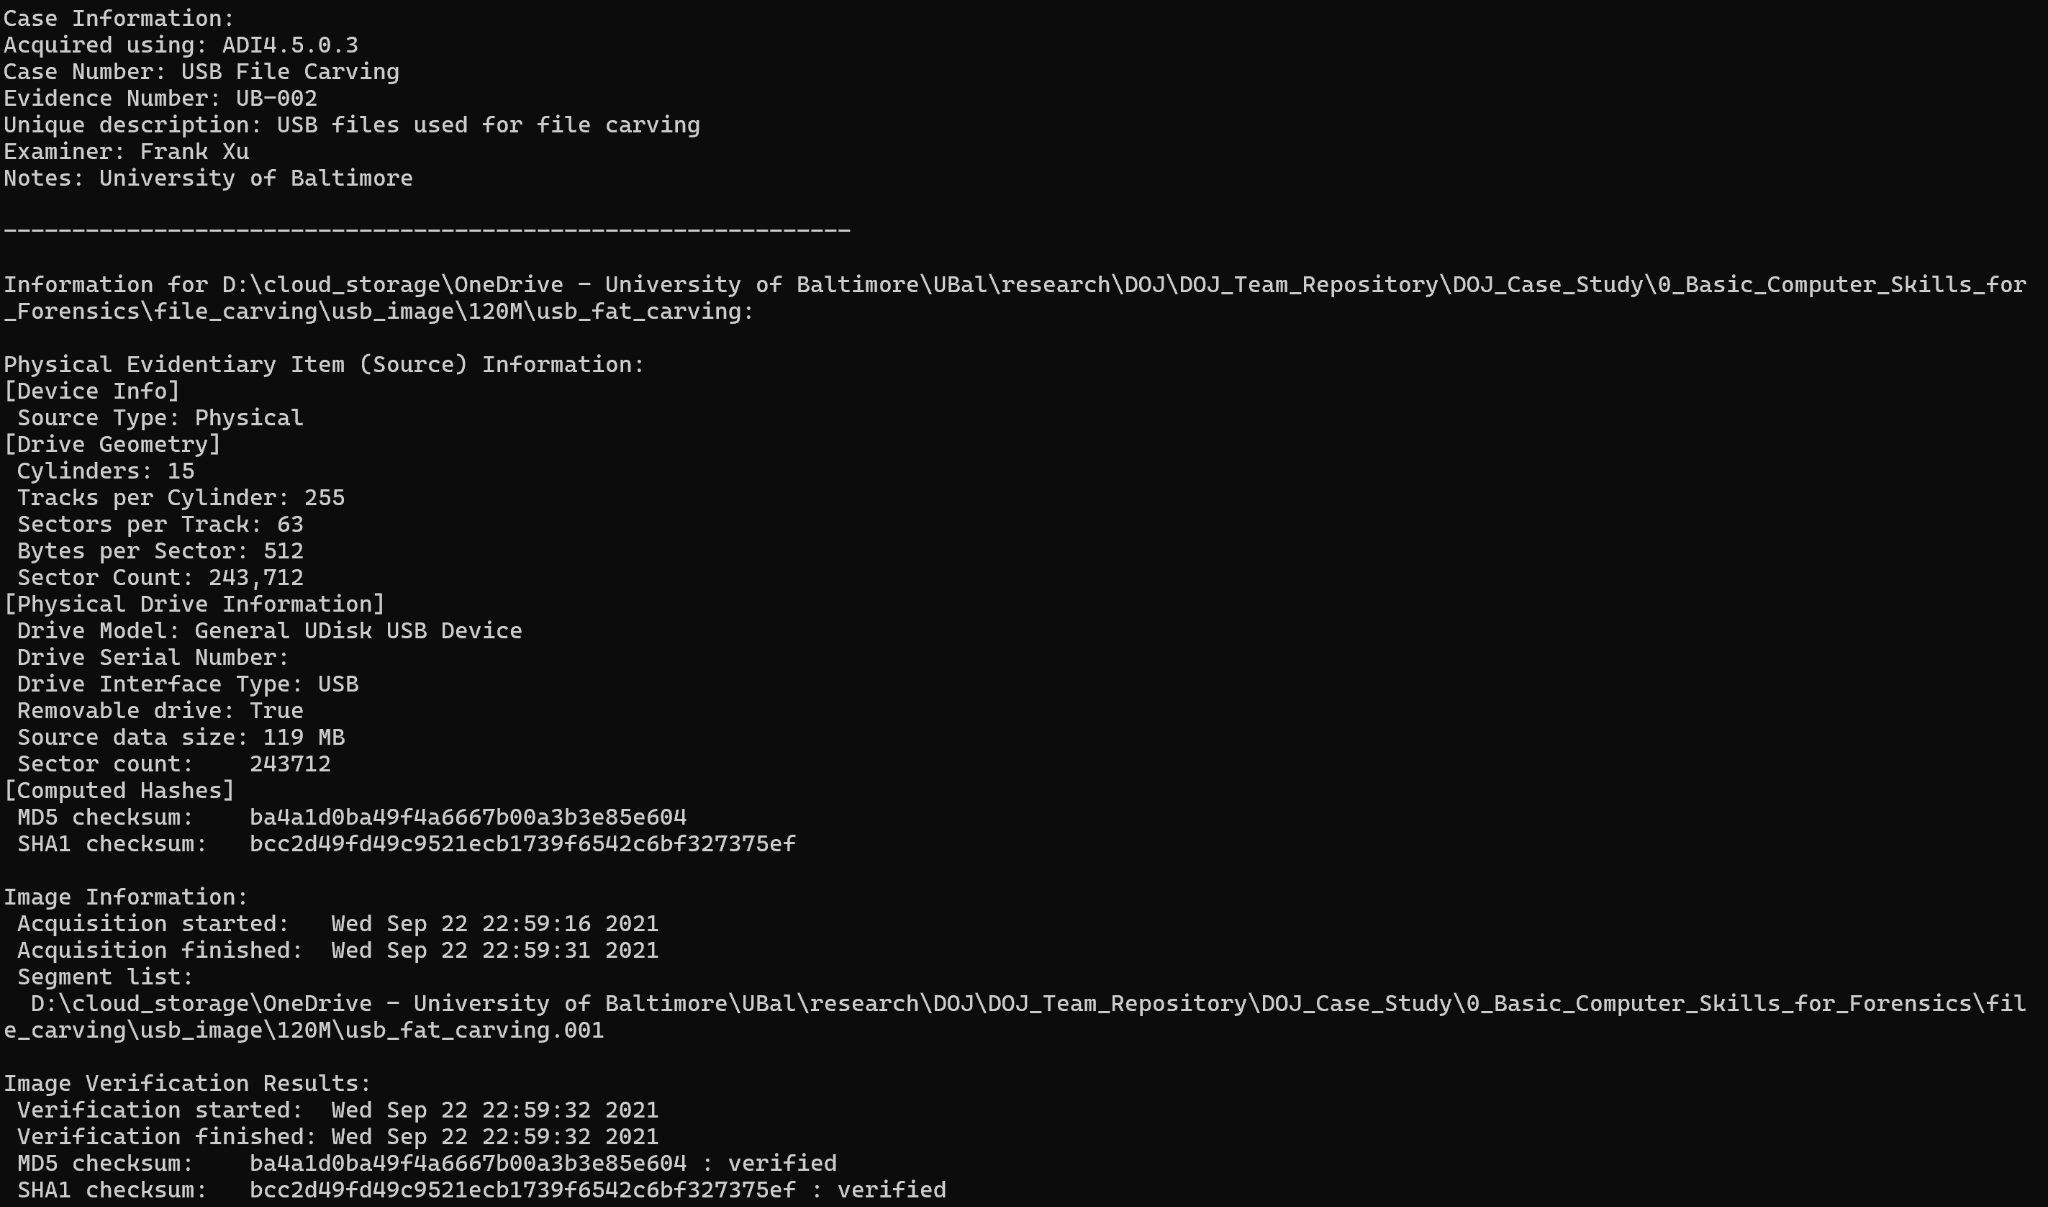 Case Information:
Acquired using: ADI4.5.0.3
Case Number: USB File Carving
Evidence Number: UB-002
Unique description: USB files used for file carving
Examiner: Frank Xu
Notes: University of Baltimore
--------------------------------------------------------------
Information for D:\cloud_storage\OneDrive - University of Baltimore\UBal\research\DOJ\DOJ_Team_Repository\DOJ_Case_Study\0_Basic_Computer_Skills_for
_Forensics\file_carving\usb_image\120M\usb_fat_carving:
Physical Evidentiary Item (Source) Information:
[Device Info]
 Source Type: Physical
[Drive Geometry]
 Cylinders: 15
 Tracks per Cylinder: 255
 Sectors per Track: 63
 Bytes per Sector: 512
 Sector Count: 243,712
[Physical Drive Information]
 Drive Model: General UDisk USB Device
 Drive Serial Number:
 Drive Interface Type: USB
 Removable drive: True
 Source data size: 119 MB
 Sector count:    243712
[Computed Hashes]
 MD5 checksum:    ba4a1d0ba49f4a6667b00a3b3e85e604
 SHA1 checksum:   bcc2d49fd49c9521ecb1739f6542c6bf327375ef
Image Information:
 Acquisition started:   Wed Sep 22 22:59:16 2021
 Acquisition finished:  Wed Sep 22 22:59:31 2021
 Segment list:
  D:\cloud_storage\OneDrive - University of Baltimore\UBal\research\DOJ\DOJ_Team_Repository\DOJ_Case_Study\0_Basic_Computer_Skills_for_Forensics\fil
e_carving\usb_image\120M\usb_fat_carving.001
Image Verification Results:
 Verification started:  Wed Sep 22 22:59:32 2021
 Verification finished: Wed Sep 22 22:59:32 2021
 MD5 checksum:    ba4a1d0ba49f4a6667b00a3b3e85e604 : verified
 SHA1 checksum:   bcc2d49fd49c9521ecb1739f6542c6bf327375ef : verified